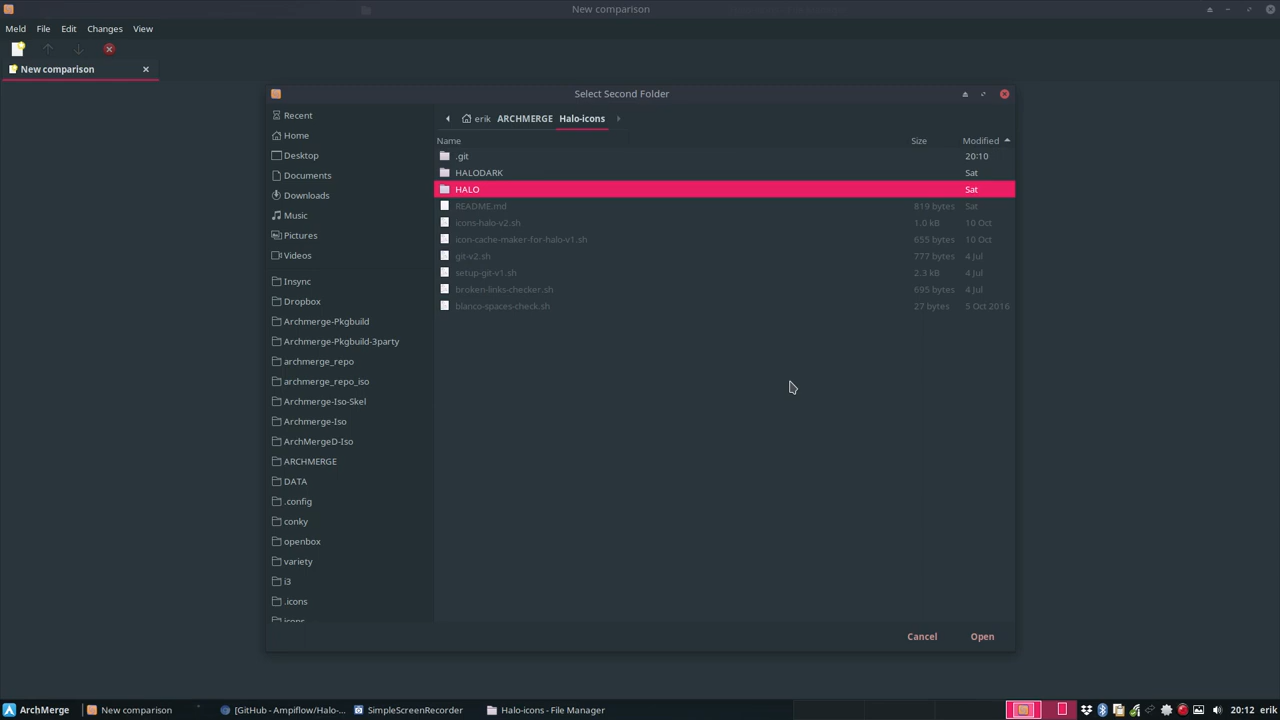 New comparison
Meld File Edit Changes View
New comparison
Select Second Folder
Recent
Home
Desktop
Documents
Downloads
Music
Pictures
Videos
Insync
Dropbox
Archmerge-Pkgbuild
Archmerge-Pkgbuild-3party
archmerge_repo
archmerge_repo_iso
Archmerge-Iso-Skel
Archmerge-Iso
ArchMergeD-Iso
ARCHMERGE
DATA
.config
conky
openbox
variety
i3
.icons
erik ARCHMERGE Halo-icons
Name Size Modified
.git 20:10
HALODARK Sat
HALO Sat
README.md 819 bytes Sat
icons-halo-v2.sh 1.0 kB 10 Oct
icon-cache-maker-for-halo-v1.sh 655 bytes 10 Oct
git-v2.sh 777 bytes 4 Jul
setup-git-v1.sh 2.3 kB 4 Jul
broken-links-checker.sh 695 bytes 4 Jul
blanco-spaces-check.sh 27 bytes 5 Oct 2016
Cancel Open
ArchMerge New comparison [GitHub - Ampiflow/Halo-... SimpleScreenRecorder Halo-icons - File Manager 20:12 erik